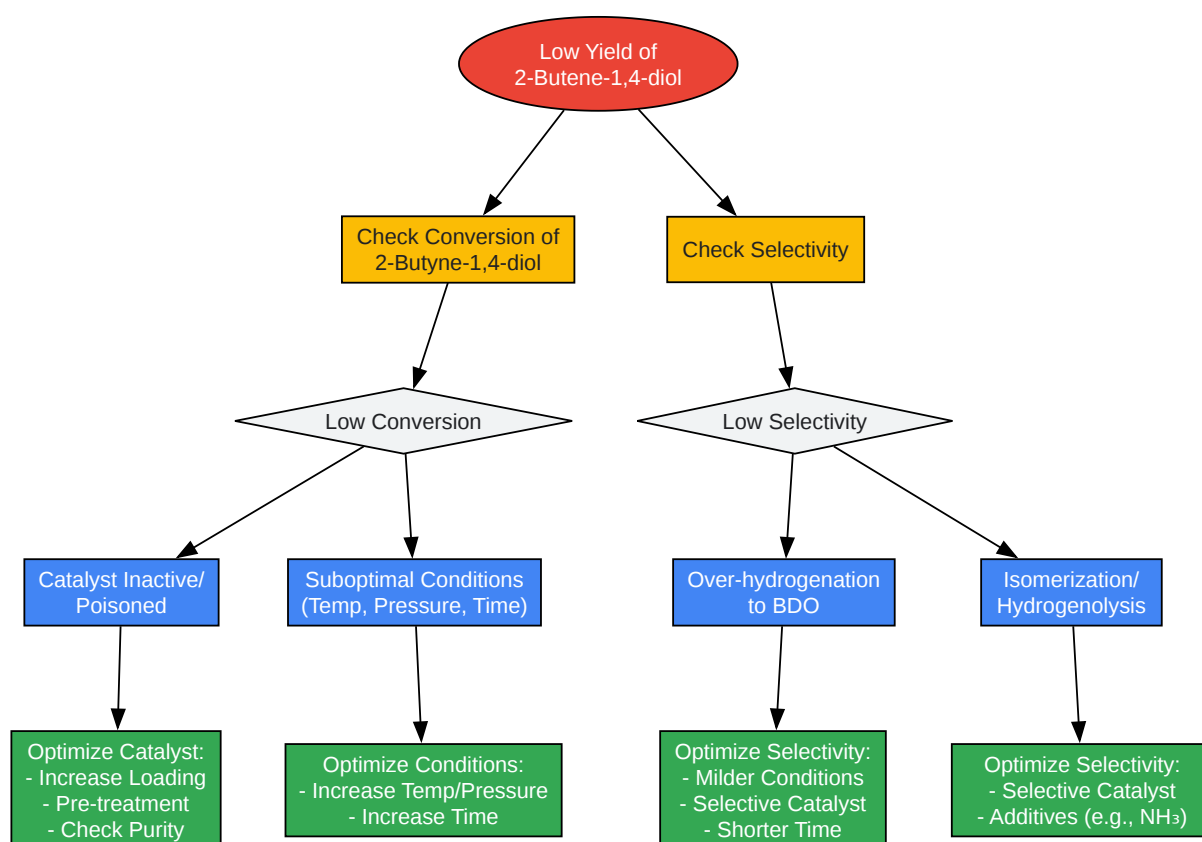 Low Yield of
2-Butene-1,4-diol
Check Conversion of
2-Butyne-1,4-diol
Check Selectivity
Low Conversion
Low Selectivity
Catalyst Inactive/
Poisoned
Suboptimal Conditions
(Temp, Pressure, Time)
Over-hydrogenation
to BDO
Isomerization/
Hydrogenolysis
Optimize Catalyst:
- Increase Loading
- Pre-treatment
- Check Purity
Optimize Conditions:
- Increase Temp/Pressure
- Increase Time
Optimize Selectivity:
- Milder Conditions
- Selective Catalyst
- Shorter Time
Optimize Selectivity:
- Selective Catalyst
- Additives (e.g., NH₃)